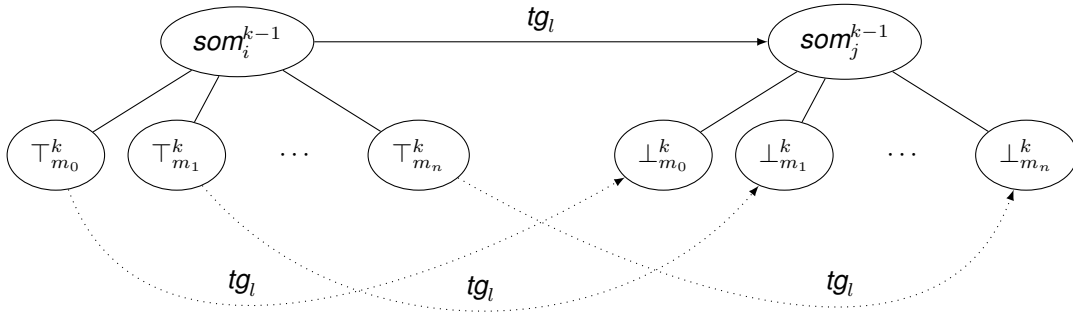 tg_l
som_i^{k−1} som_j^{k−1}
⊤_{m_0}^k ⊤_{m_1}^k ⋯ ⊤_{m_n}^k ⊥_{m_0}^k ⊥_{m_1}^k ⋯ ⊥_{m_n}^k
tg_l tg_l tg_l